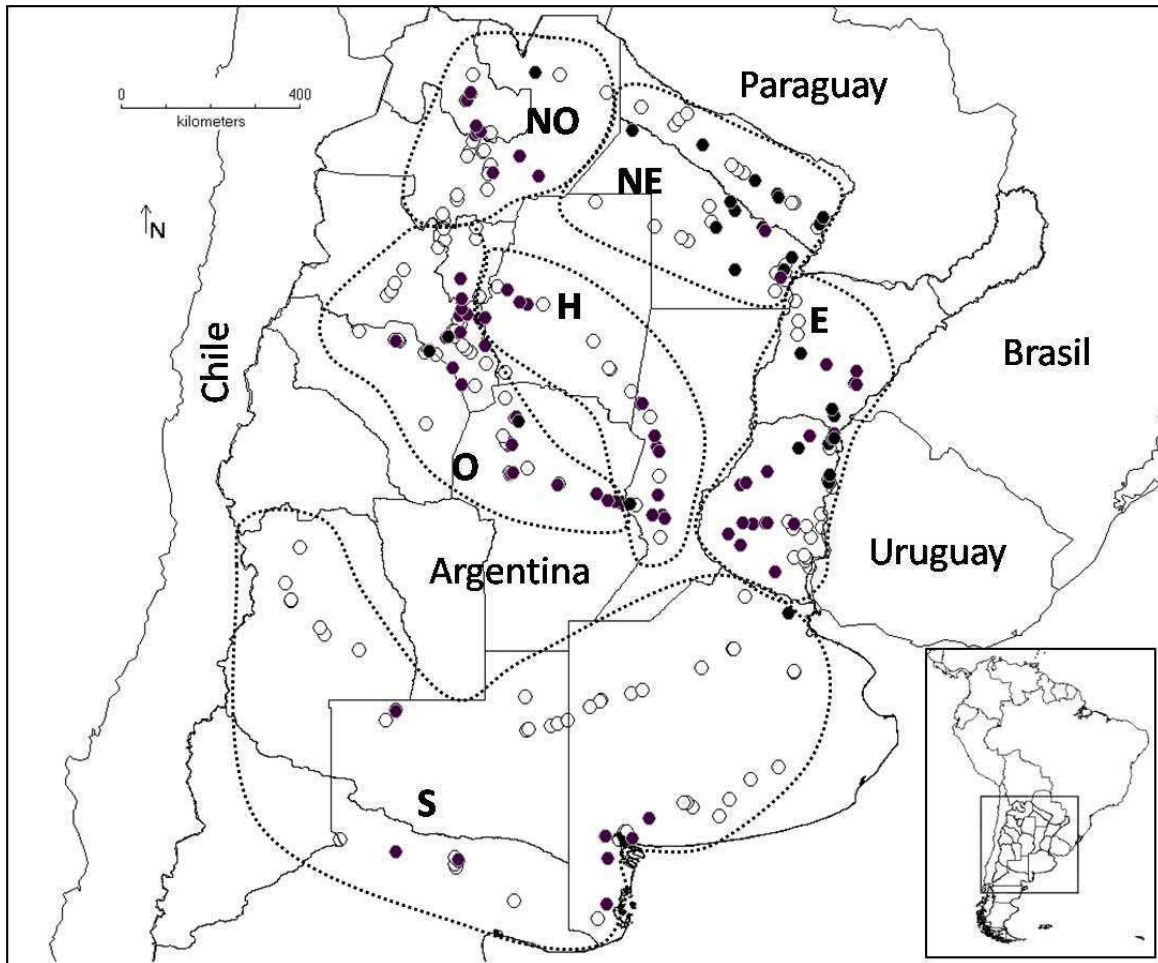 Paraguay
0 400
kilometers
NO
NE
N
H
E
Brasil
Chile
O
Argentina
Uruguay
S